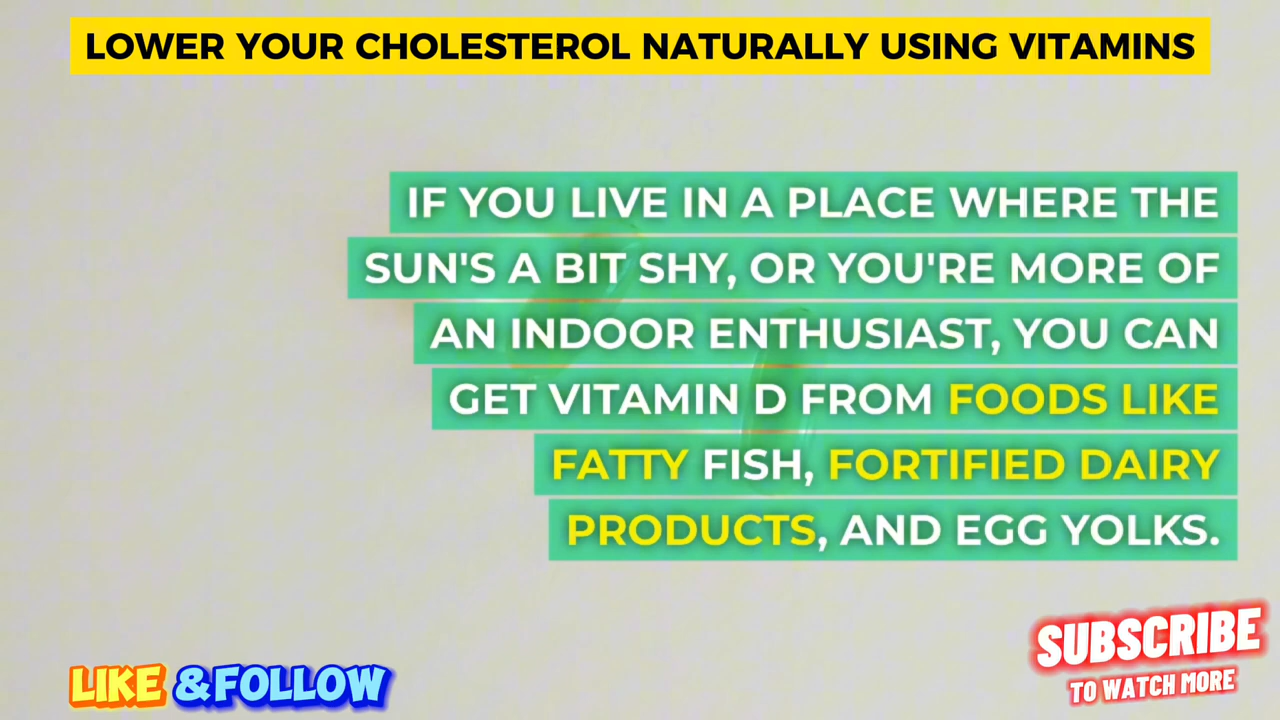 LOWER YOUR CHOLESTEROL NATURALLY USING VITAMINS
IF YOU LIVE IN A PLACE WHERE THE
SUN'S A BIT SHY, OR YOU'RE MORE OF
AN INDOOR ENTHUSIAST, YOU CAN
GET VITAMIN D FROM FOODS LIKE
FATTY FISH, FORTIFIED DAIRY
PRODUCTS, AND EGG YOLKS.
LIKE &FOLLOW
SUBSCRIBE
TO WATCH MORE